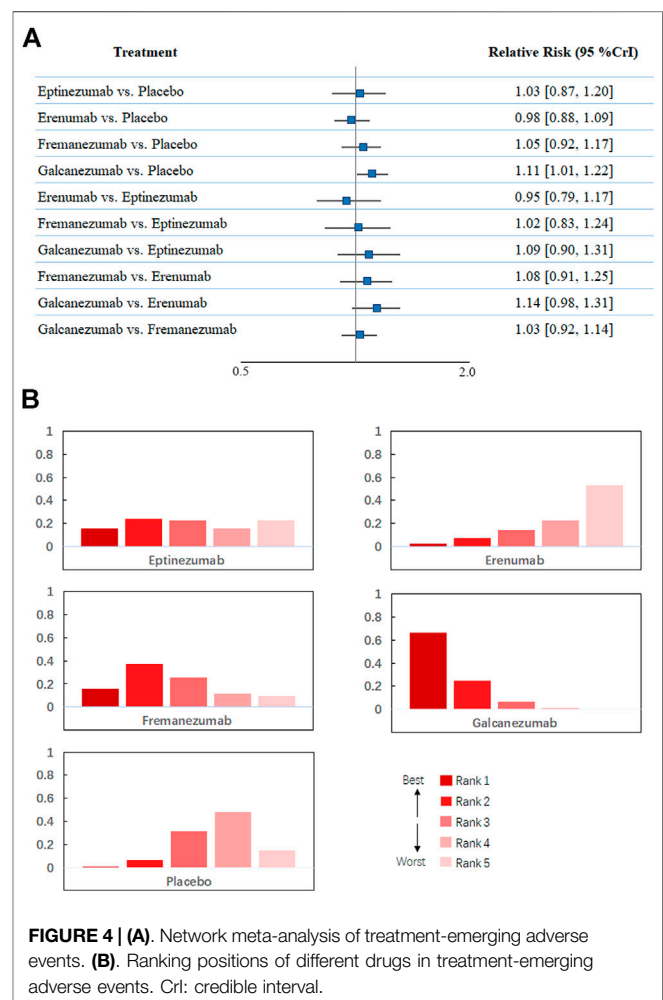 A
Treatment Relative Risk (95 %CrI)
Eptinezumab vs. Placebo 1.03 [0.87, 1.20]
Erenumab vs. Placebo 0.98 [0.88, 1.09]
Fremanezumab vs. Placebo 1.05 [0.92, 1.17]
Galcanezumab vs. Placebo 1.11 [1.01, 1.22]
Erenumab vs. Eptinezumab 0.95 [0.79, 1.17]
Fremanezumab vs. Eptinezumab 1.02 [0.83, 1.24]
Galcanezumab vs. Eptinezumab 1.09 [0.90, 1.31]
Fremanezumab vs. Erenumab 1.08 [0.91, 1.25]
Galcanezumab vs. Erenumab 1.14 [0.98, 1.31]
Galcanezumab vs. Fremanezumab 1.03 [0.92, 1.14]
0.5 2.0
B
1
0.8
0.6
0.4
0.2
0
Eptinezumab
1
0.8
0.6
0.4
0.2
0
Erenumab
1
0.8
0.6
0.4
0.2
0
Fremanezumab
1
0.8
0.6
0.4
0.2
0
Galcanezumab
1
0.8
0.6
0.4
0.2
0
Placebo
Best
Worst
Rank 1
Rank 2
Rank 3
Rank 4
Rank 5
FIGURE 4 | (A). Network meta-analysis of treatment-emerging adverse
events. (B). Ranking positions of different drugs in treatment-emerging
adverse events. CrI: credible interval.